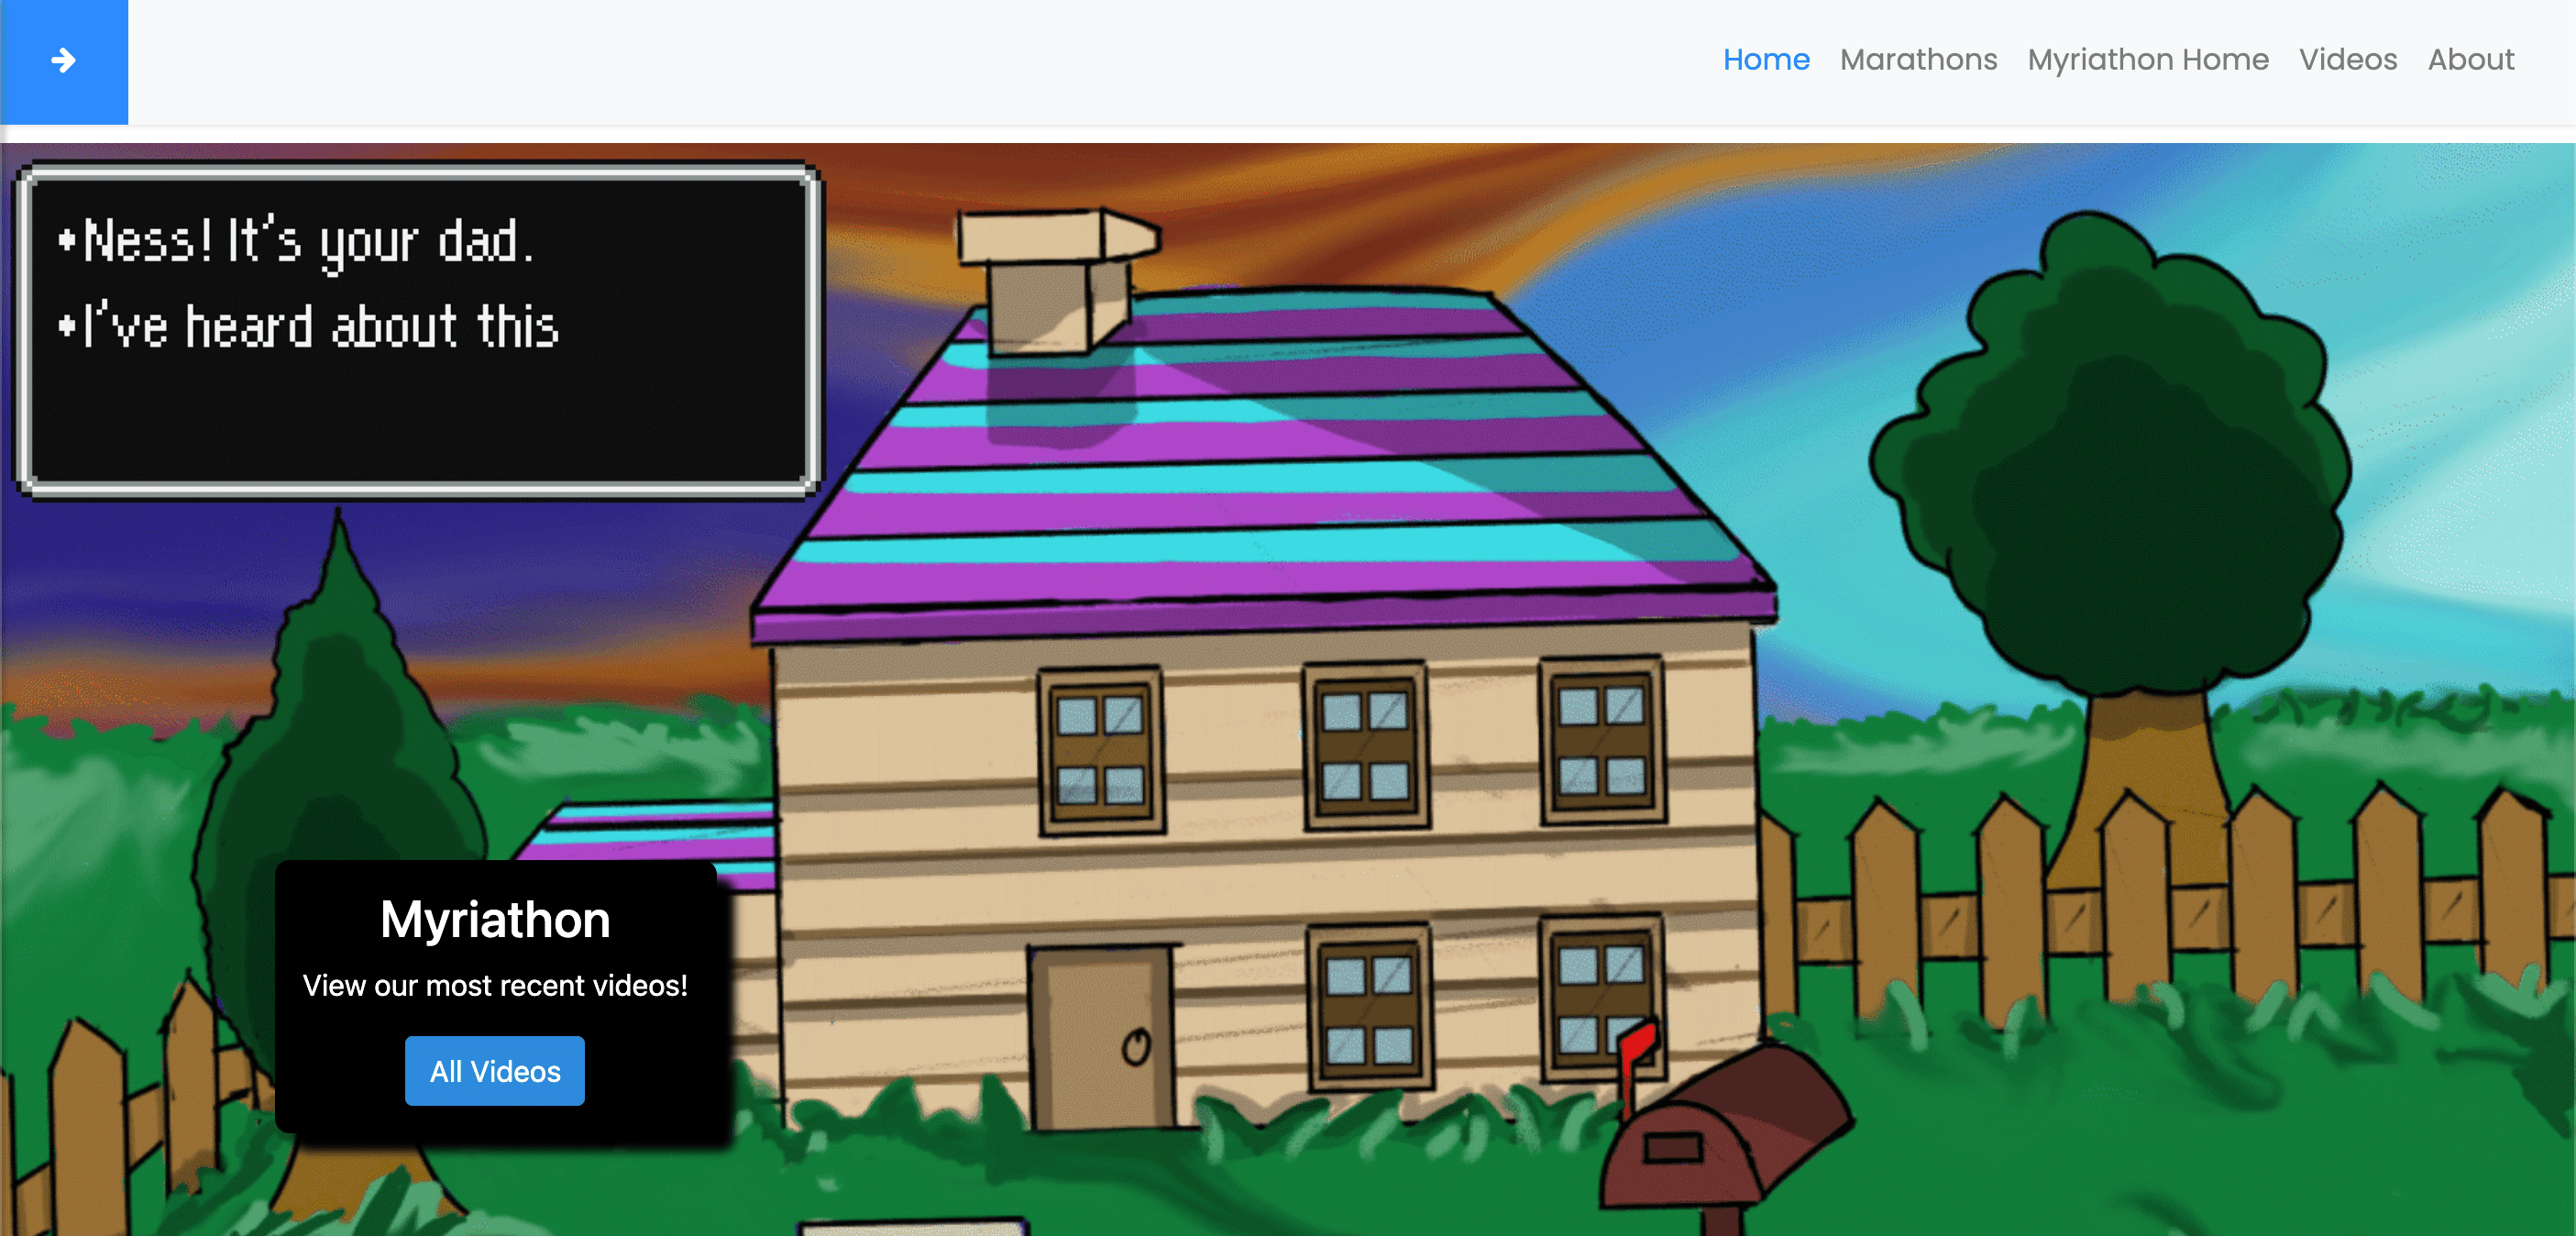 Home Marathons Myriathon Home Videos About
•Ness! It's your dad.
•I've heard about this
Myriathon
View our most recent videos!
All Videos